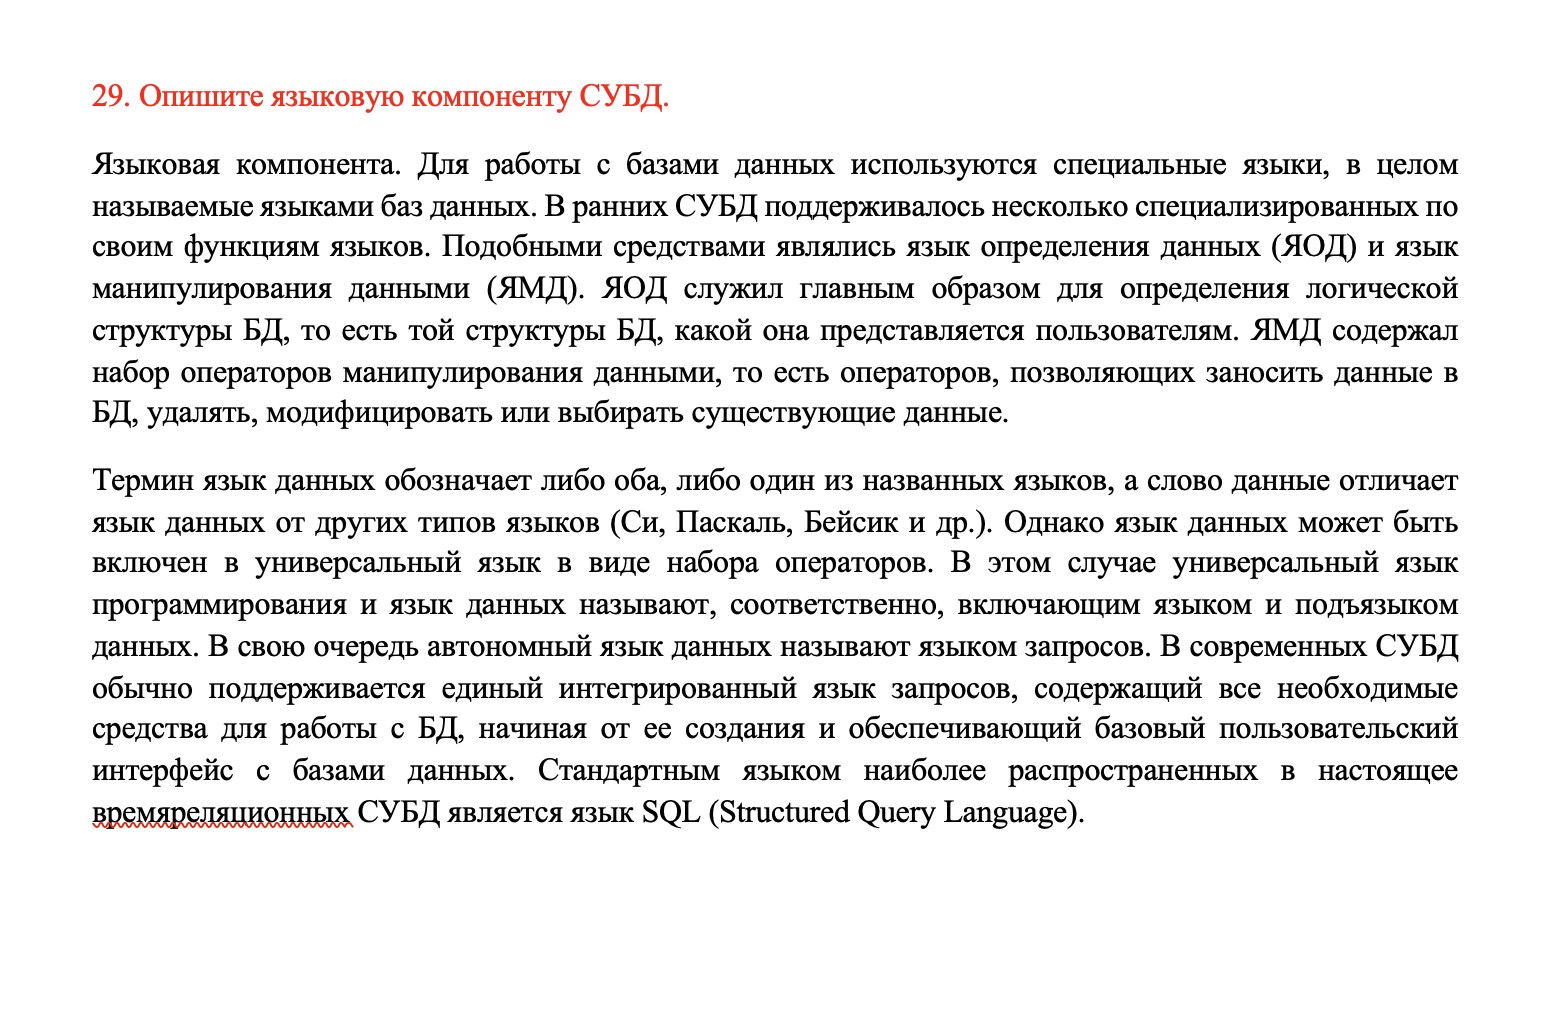 29. Опишите языковую компоненту СУБД.
Языковая компонента. Для работы с базами данных используются специальные языки, в целом
называемые языками баз данных. В ранних СУБД поддерживалось несколько специализированных по
своим функциям языков. Подобными средствами являлись язык определения данных (ЯОД) и язык
манипулирования данными (ЯМД). ЯОД служил главным образом для определения логической
структуры БД, то есть той структуры БД, какой она представляется пользователям. ЯМД содержал
набор операторов манипулирования данными, то есть операторов, позволяющих заносить данные в
БД, удалять, модифицировать или выбирать существующие данные.
Термин язык данных обозначает либо оба, либо один из названных языков, а слово данные отличает
язык данных от других типов языков (Си, Паскаль, Бейсик и др.). Однако язык данных может быть
включен в универсальный язык в виде набора операторов. В этом случае универсальный язык
программирования и язык данных называют, соответственно, включающим языком и подъязыком
данных. В свою очередь автономный язык данных называют языком запросов. В современных СУБД
обычно поддерживается единый интегрированный язык запросов, содержащий все необходимые
средства для работы с БД, начиная от ее создания и обеспечивающий базовый пользовательский
интерфейс с базами данных. Стандартным языком наиболее распространенных в настоящее
времяреляционных СУБД является язык SQL (Structured Query Language).